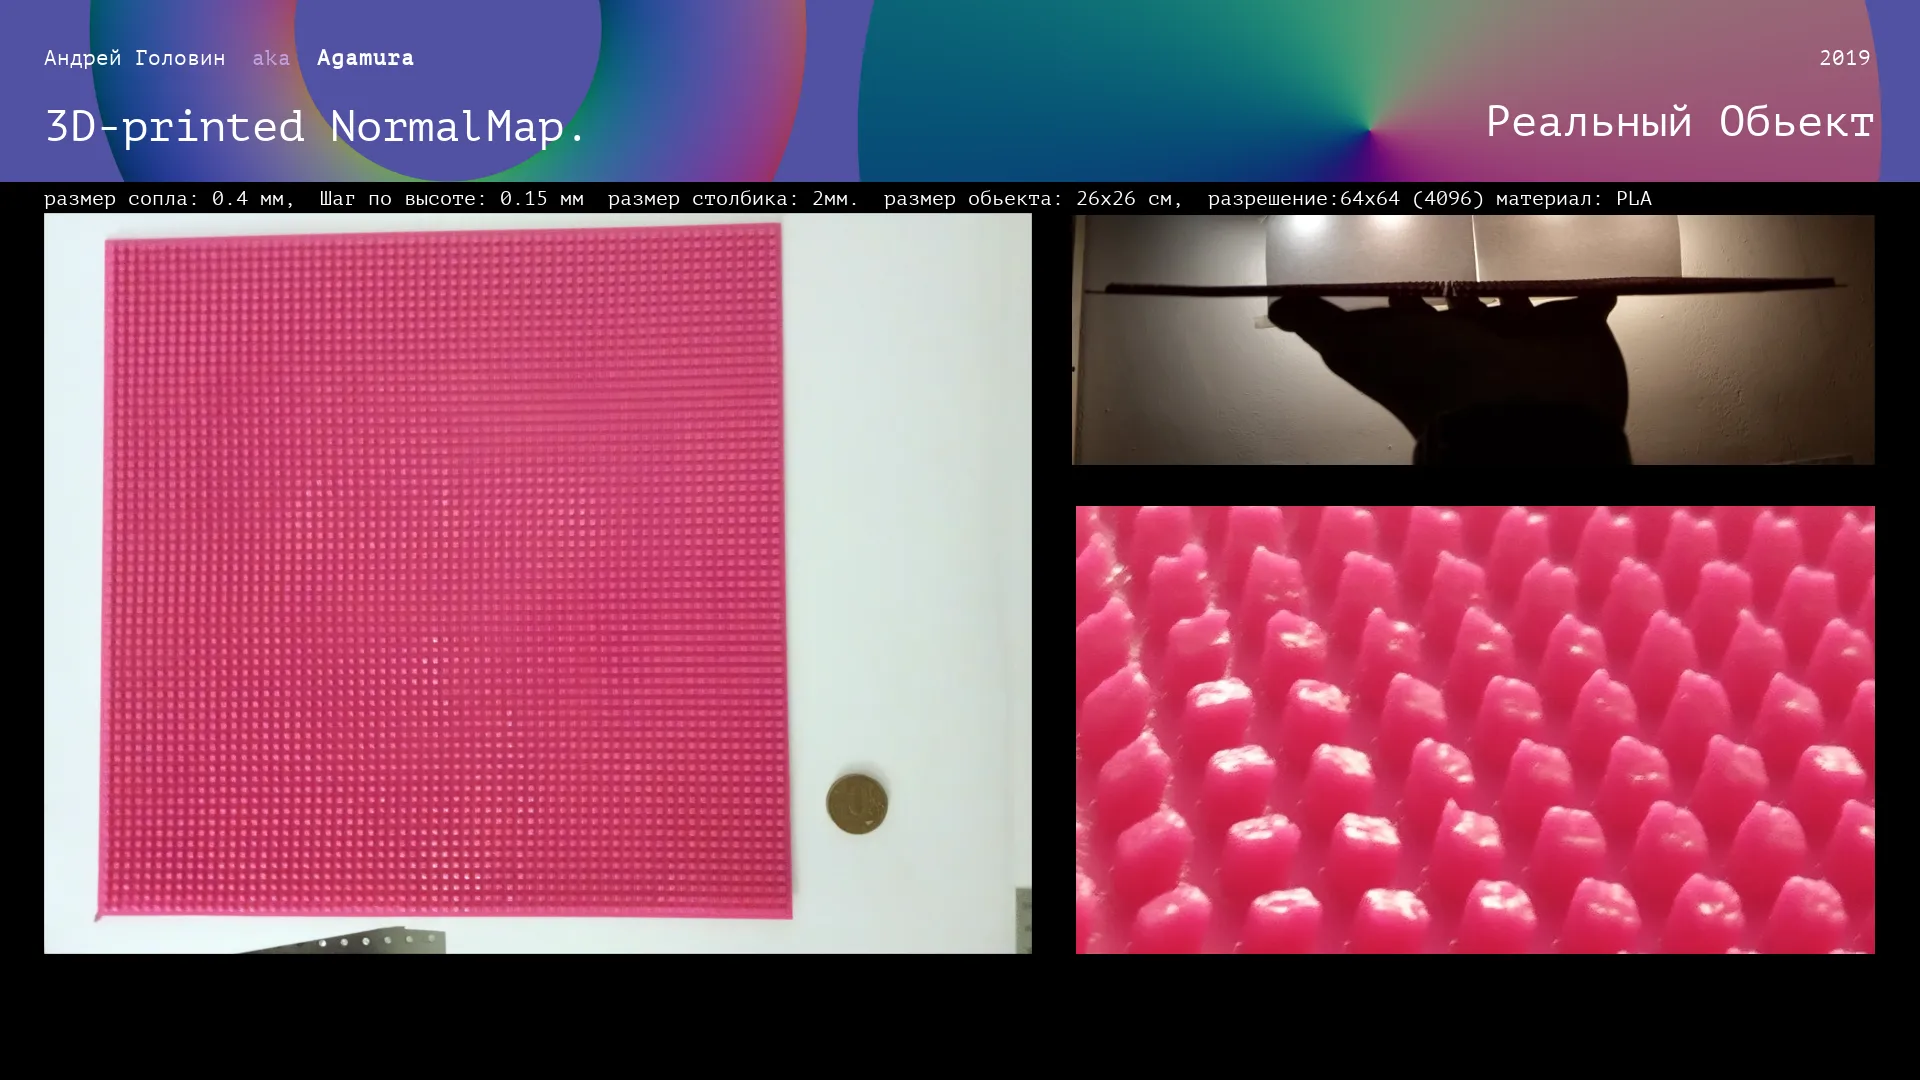 Андрей Головин aka Agamura
2019
3D-printed NormalMap.
Реальный Обьект
размер сопла: 0.4 мм, Шаг по высоте: 0.15 мм размер столбика: 2мм. размер обьекта: 26x26 см, разрешение:64x64 (4096) материал: PLA